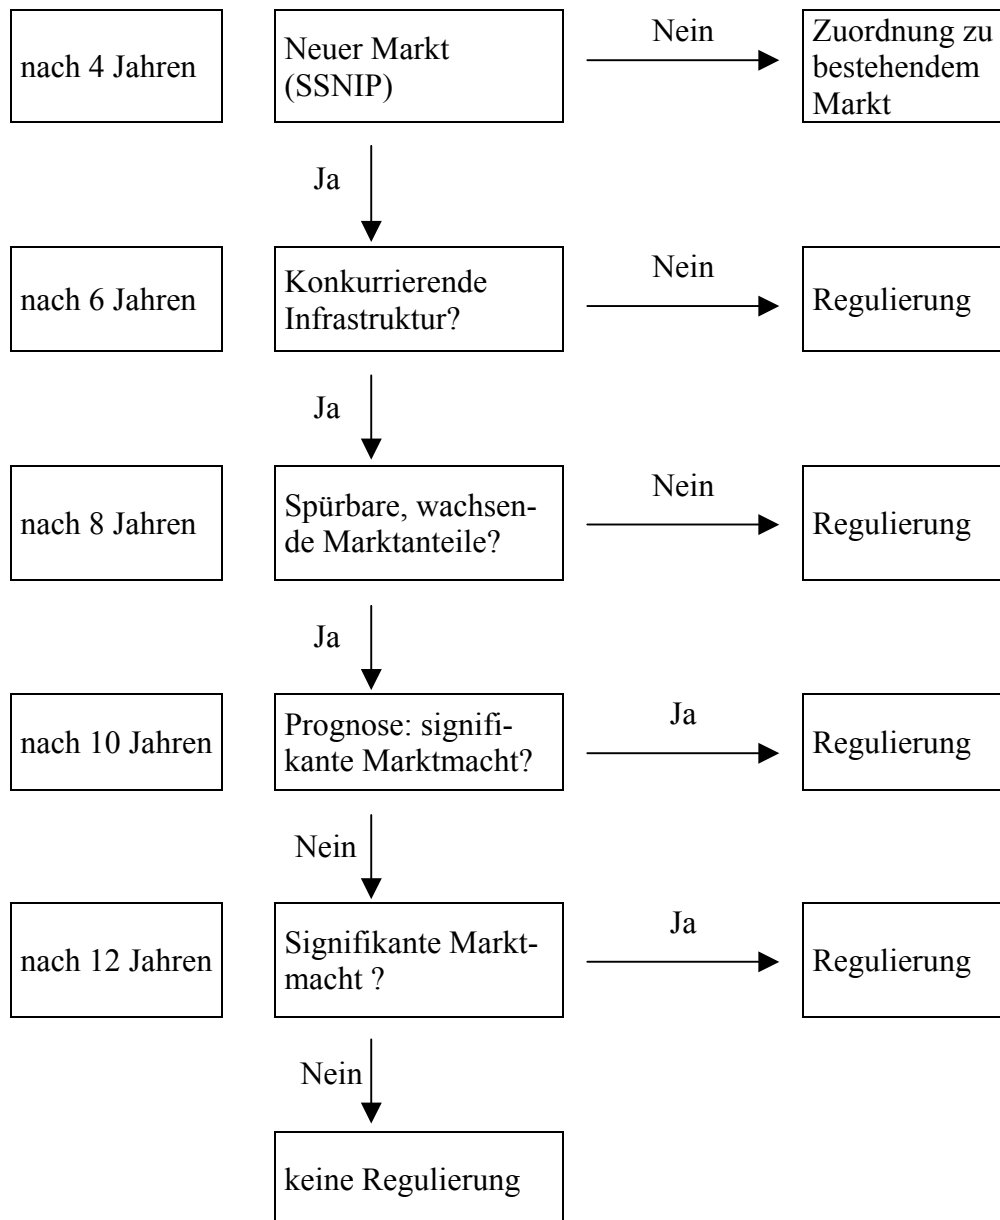 nach 4 Jahren
Neuer Markt
(SSNIP)
Nein
Zuordnung zu
bestehendem
Markt
Ja
nach 6 Jahren
Konkurrierende
Infrastruktur?
Nein
Regulierung
Ja
nach 8 Jahren
Spürbare, wachsen-
de Marktanteile?
Nein
Regulierung
Ja
nach 10 Jahren
Prognose: signifi-
kante Marktmacht?
Ja
Regulierung
Nein
nach 12 Jahren
Signifikante Markt-
macht ?
Ja
Regulierung
Nein
keine Regulierung